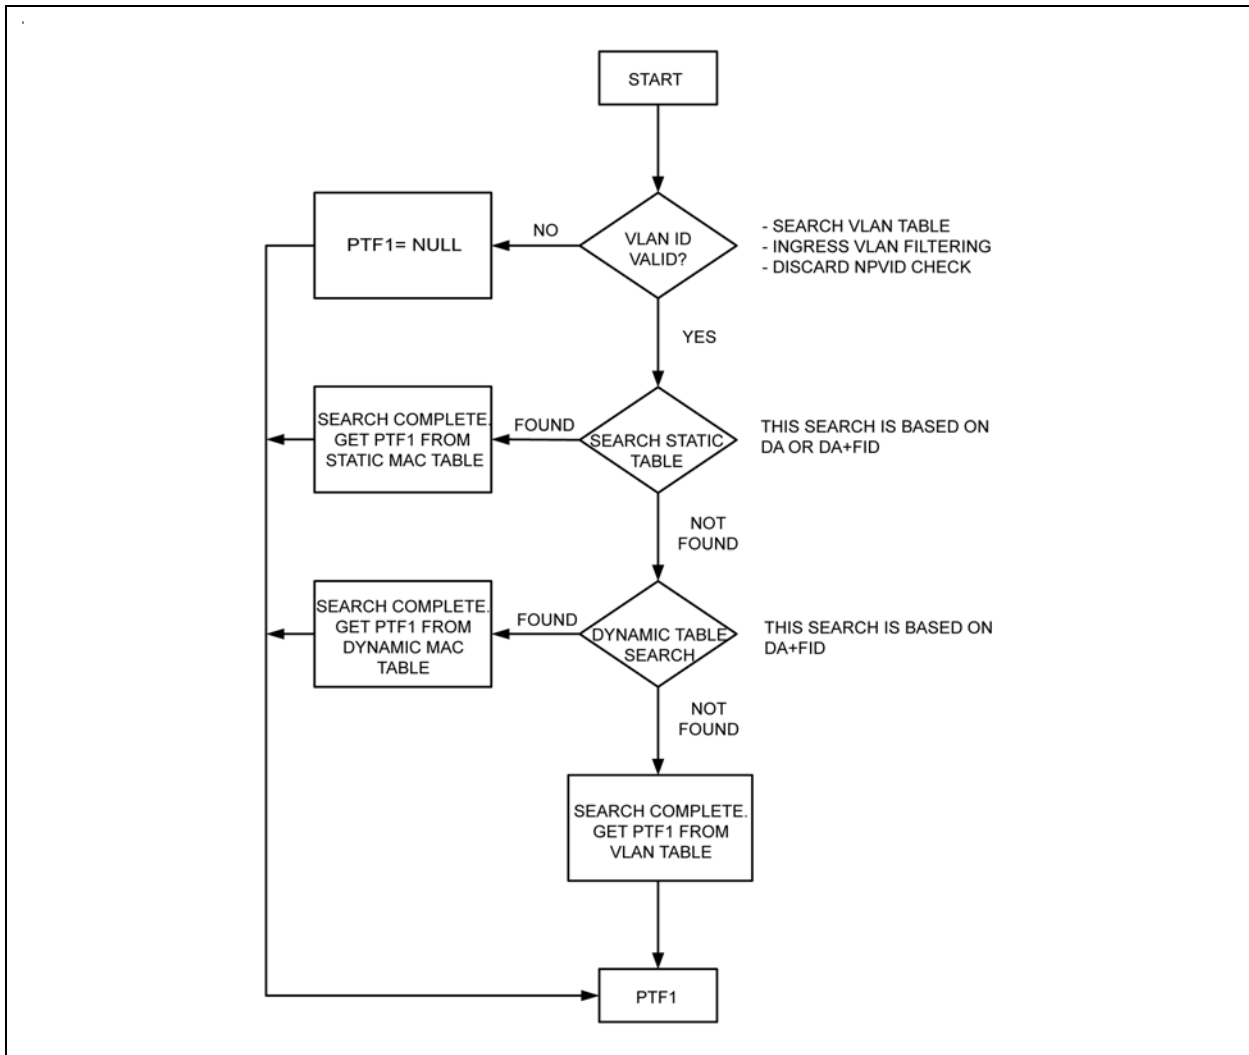 START
PTF1= NULL
NO
VLAN ID
VALID?
- SEARCH VLAN TABLE
- INGRESS VLAN FILTERING
- DISCARD NPVID CHECK
YES
SEARCH COMPLETE.
GET PTF1 FROM
STATIC MAC TABLE
FOUND
SEARCH STATIC
TABLE
THIS SEARCH IS BASED ON
DA OR DA+FID
NOT
FOUND
SEARCH COMPLETE.
GET PTF1 FROM
DYNAMIC MAC
TABLE
FOUND
DYNAMIC TABLE
SEARCH
THIS SEARCH IS BASED ON
DA+FID
NOT
FOUND
SEARCH COMPLETE.
GET PTF1 FROM
VLAN TABLE
PTF1